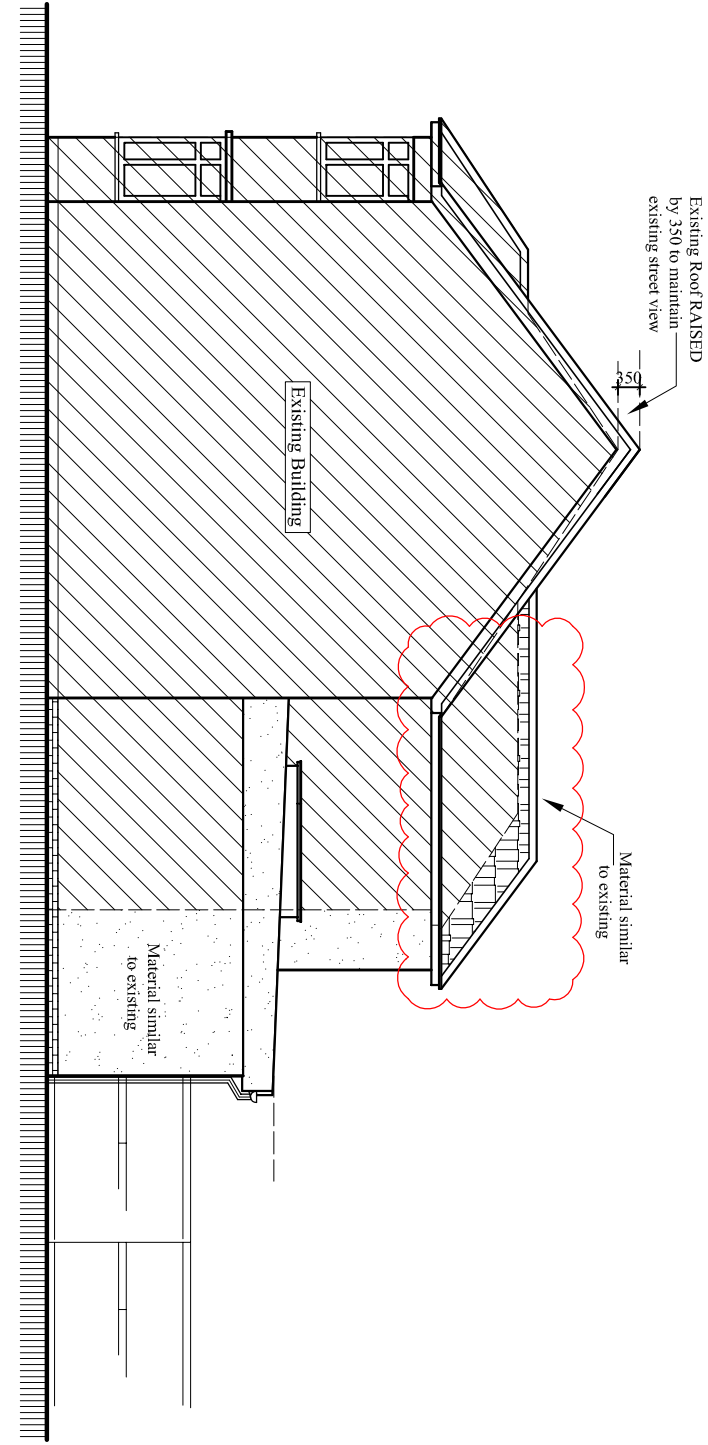 Existing Roof RAISED
by 350 to maintain
existing street view
350
Existing Building
Material similar
to existing
Material similar
to existing